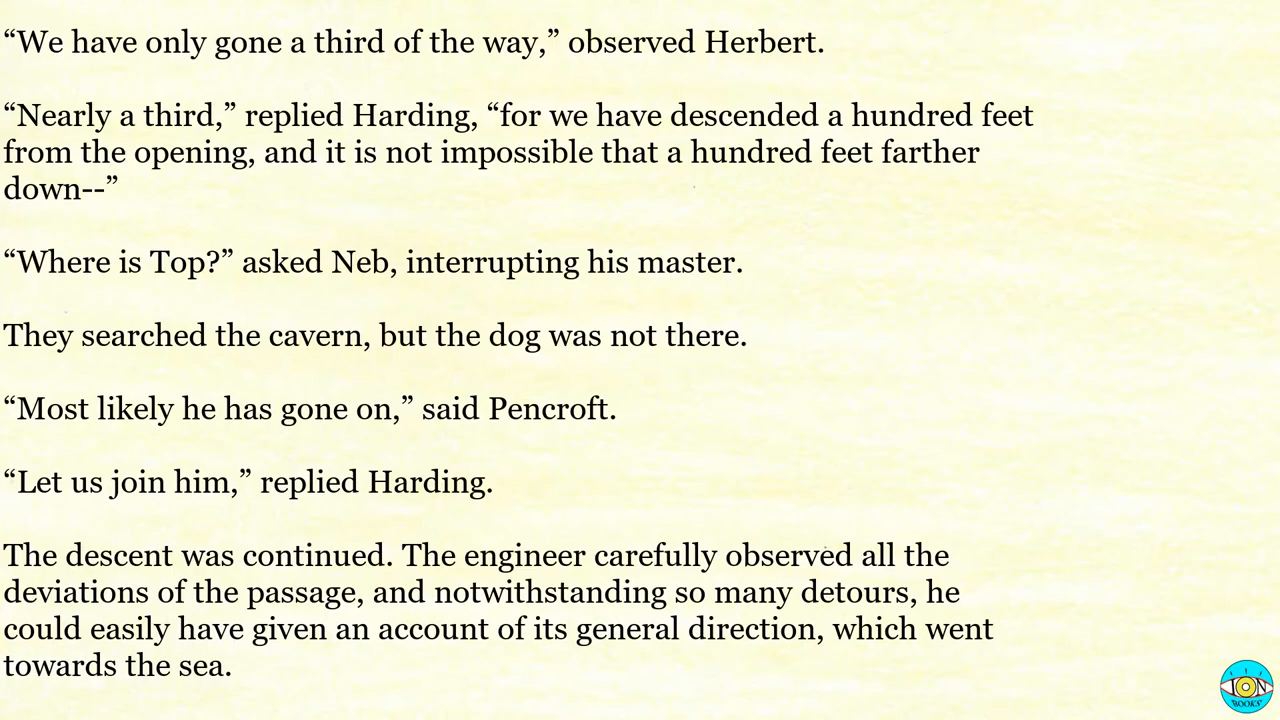 “We have only gone a third of the way,” observed Herbert.
“Nearly a third,” replied Harding, “for we have descended a hundred feet
from the opening, and it is not impossible that a hundred feet farther
down--”
“Where is Top?” asked Neb, interrupting his master.
They searched the cavern, but the dog was not there.
“Most likely he has gone on,” said Pencroft.
“Let us join him,” replied Harding.
The descent was continued. The engineer carefully observed all the
deviations of the passage, and notwithstanding so many detours, he
could easily have given an account of its general direction, which went
towards the sea.
ION
BOOKS